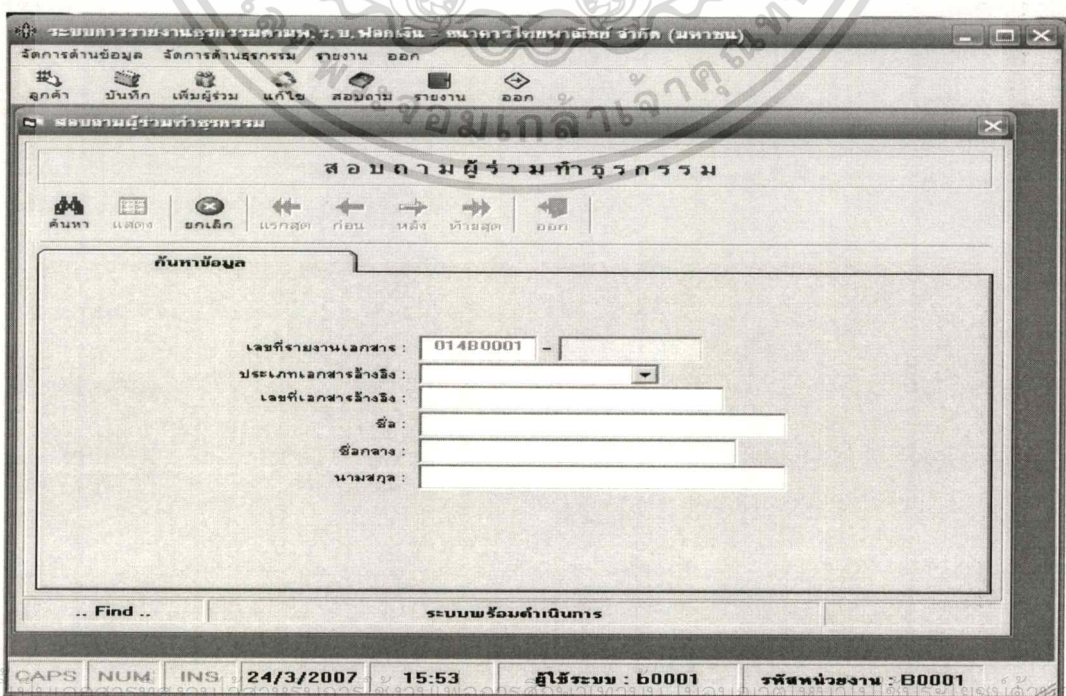 ระบบการรายงานธุรกรรมตามพ.ร.บ.ฟอกเงิน - ธนาคารไทยพาณิชย์ จำกัด (มหาชน)
จัดการด้านข้อมูล จัดการด้านธุรกรรม รายงาน ออก
ลูกค้า บันทึก เพิ่มผู้ร่วม แก้ไข สอบถาม รายงาน ออก
สอบถามผู้ร่วมทำธุรกรรม
สอบถามผู้ร่วมทำธุรกรรม
ค้นหา แสดง ยกเลิก แรกสุด ก่อน หลัง ท้ายสุด ออก
ค้นหาข้อมูล
เลขที่รายงานเอกสาร : 014B0001 -
ประเภทเอกสารอ้างอิง :
เลขที่เอกสารอ้างอิง :
ชื่อ :
ชื่อกลาง :
นามสกุล :
.. Find .. ระบบพร้อมดำเนินการ
CAPS NUM INS 24/3/2007 15:53 ผู้ใช้ระบบ : b0001 รหัสหน่วยงาน : B0001